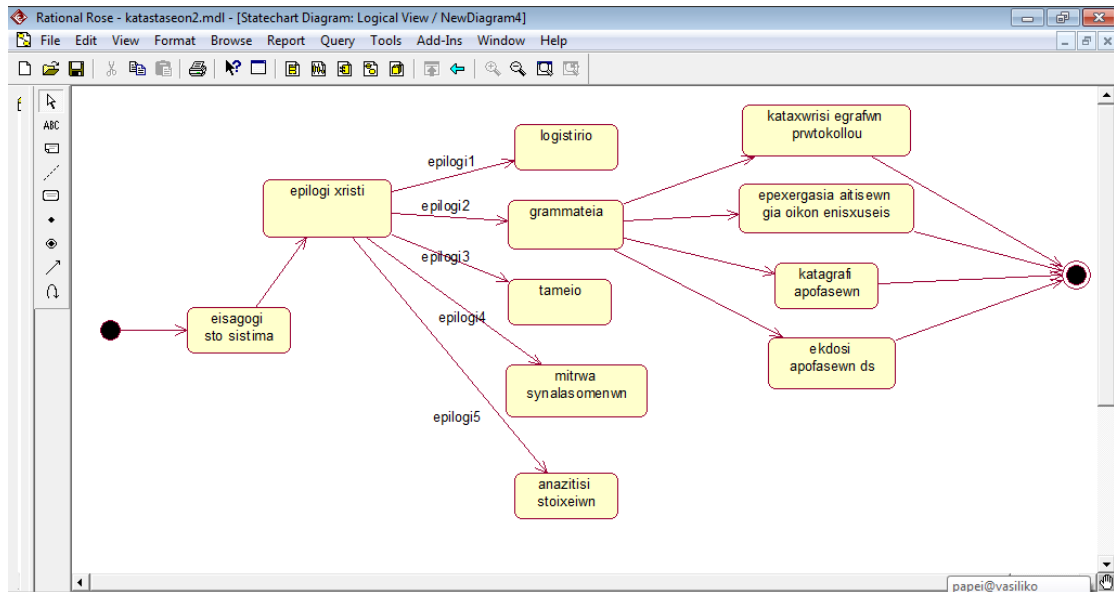 Rational Rose - katastaseon2.mdl - [Statechart Diagram: Logical View / NewDiagram4]
File Edit View Format Browse Report Query Tools Add-Ins Window Help
ABC
logistirio
kataxwrisi egrafwn
prwtokollou
epilogi1
epilogi xristi
epilogi2
grammateia
epexergasia aitisewn
gia oikon enisxuseis
epilogi3
tameio
katagrafi
apofasewn
eisagogi
sto sistima
epilogi4
ekdosi
apofasewn ds
mitrwa
synalasomenwn
epilogi5
anazitisi
stoixeiwn
papei@vasiliko